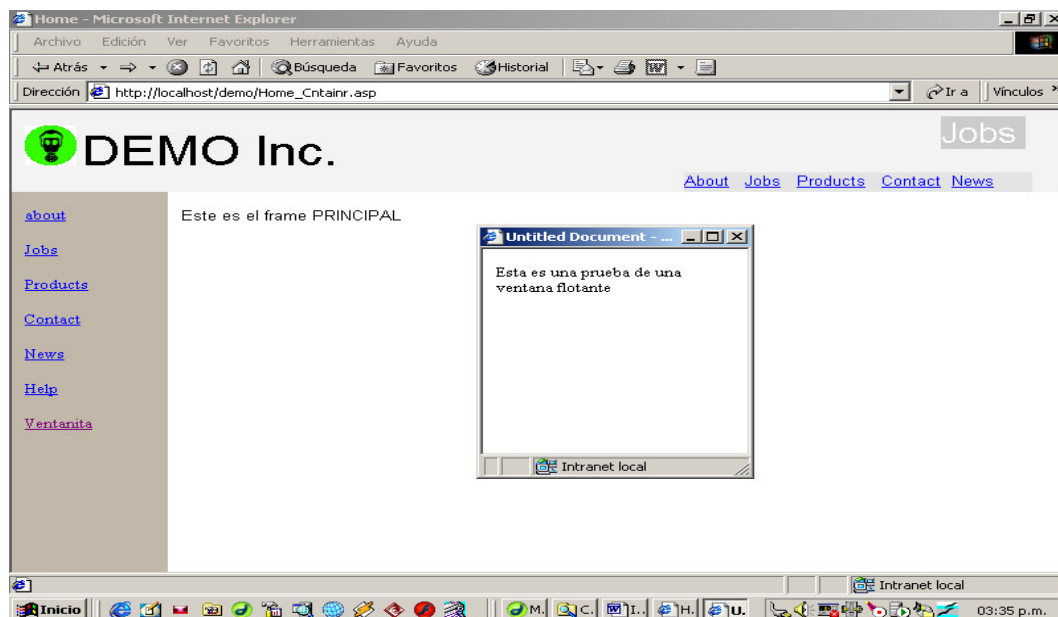 Home - Microsoft Internet Explorer
Archivo Edición Ver Favoritos Herramientas Ayuda
Atrás Búsqueda Favoritos Historial
Dirección http://localhost/demo/Home_Cntainr.asp Ir a Vínculos »
DEMO Inc.
Jobs
About Jobs Products Contact News
about
Jobs
Products
Contact
News
Help
Ventanita
Este es el frame PRINCIPAL
Untitled Document - ...
Esta es una prueba de una
ventana flotante
Intranet local
Intranet local
Inicio M. C. I.. H. U. 03:35 p.m.